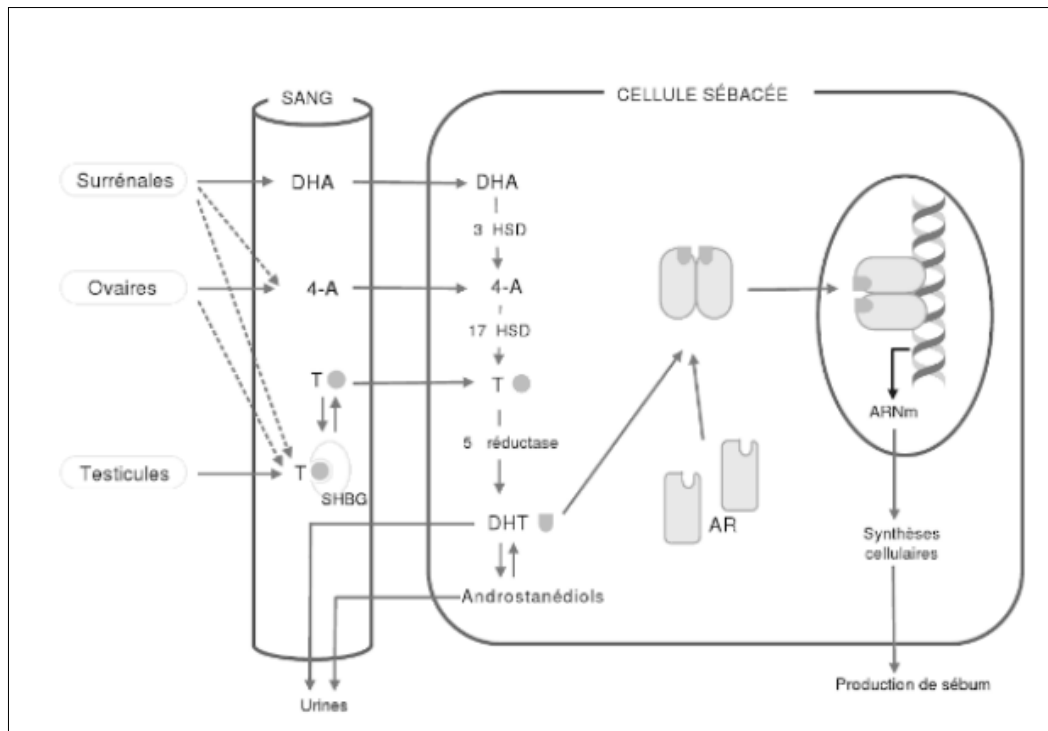 SANG
CELLULE SÉBACÉE
Surrénales
DHA
DHA
3 HSD
Ovaires
4-A
4-A
17 HSD
T
T
ARNm
5 réductase
Testicules
T
SHBG
DHT
AR
Synthèses
cellulaires
Androstanédiols
Production de sébum
Urines